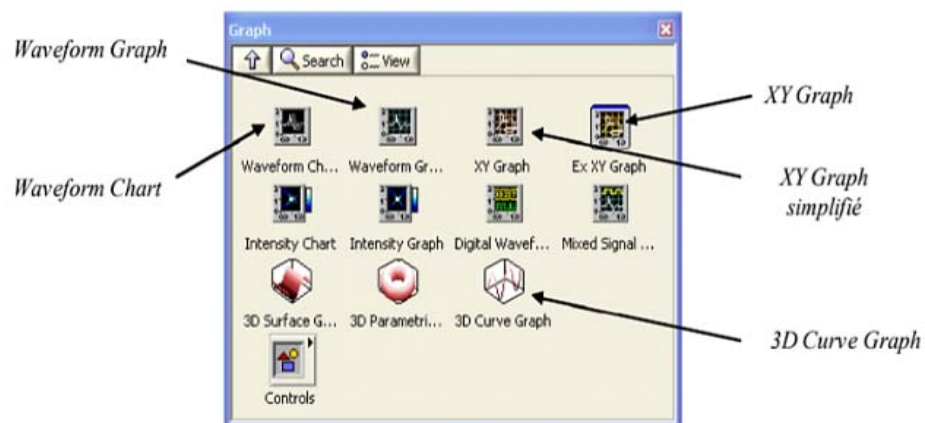 Graph
Search
View
Waveform Graph
XY Graph
Waveform Ch...
Waveform Gr...
XY Graph
Ex XY Graph
Waveform Chart
XY Graph
simplifié
Intensity Chart
Intensity Graph
Digital Wavef...
Mixed Signal ...
3D Surface G...
3D Parametri...
3D Curve Graph
3D Curve Graph
Controls